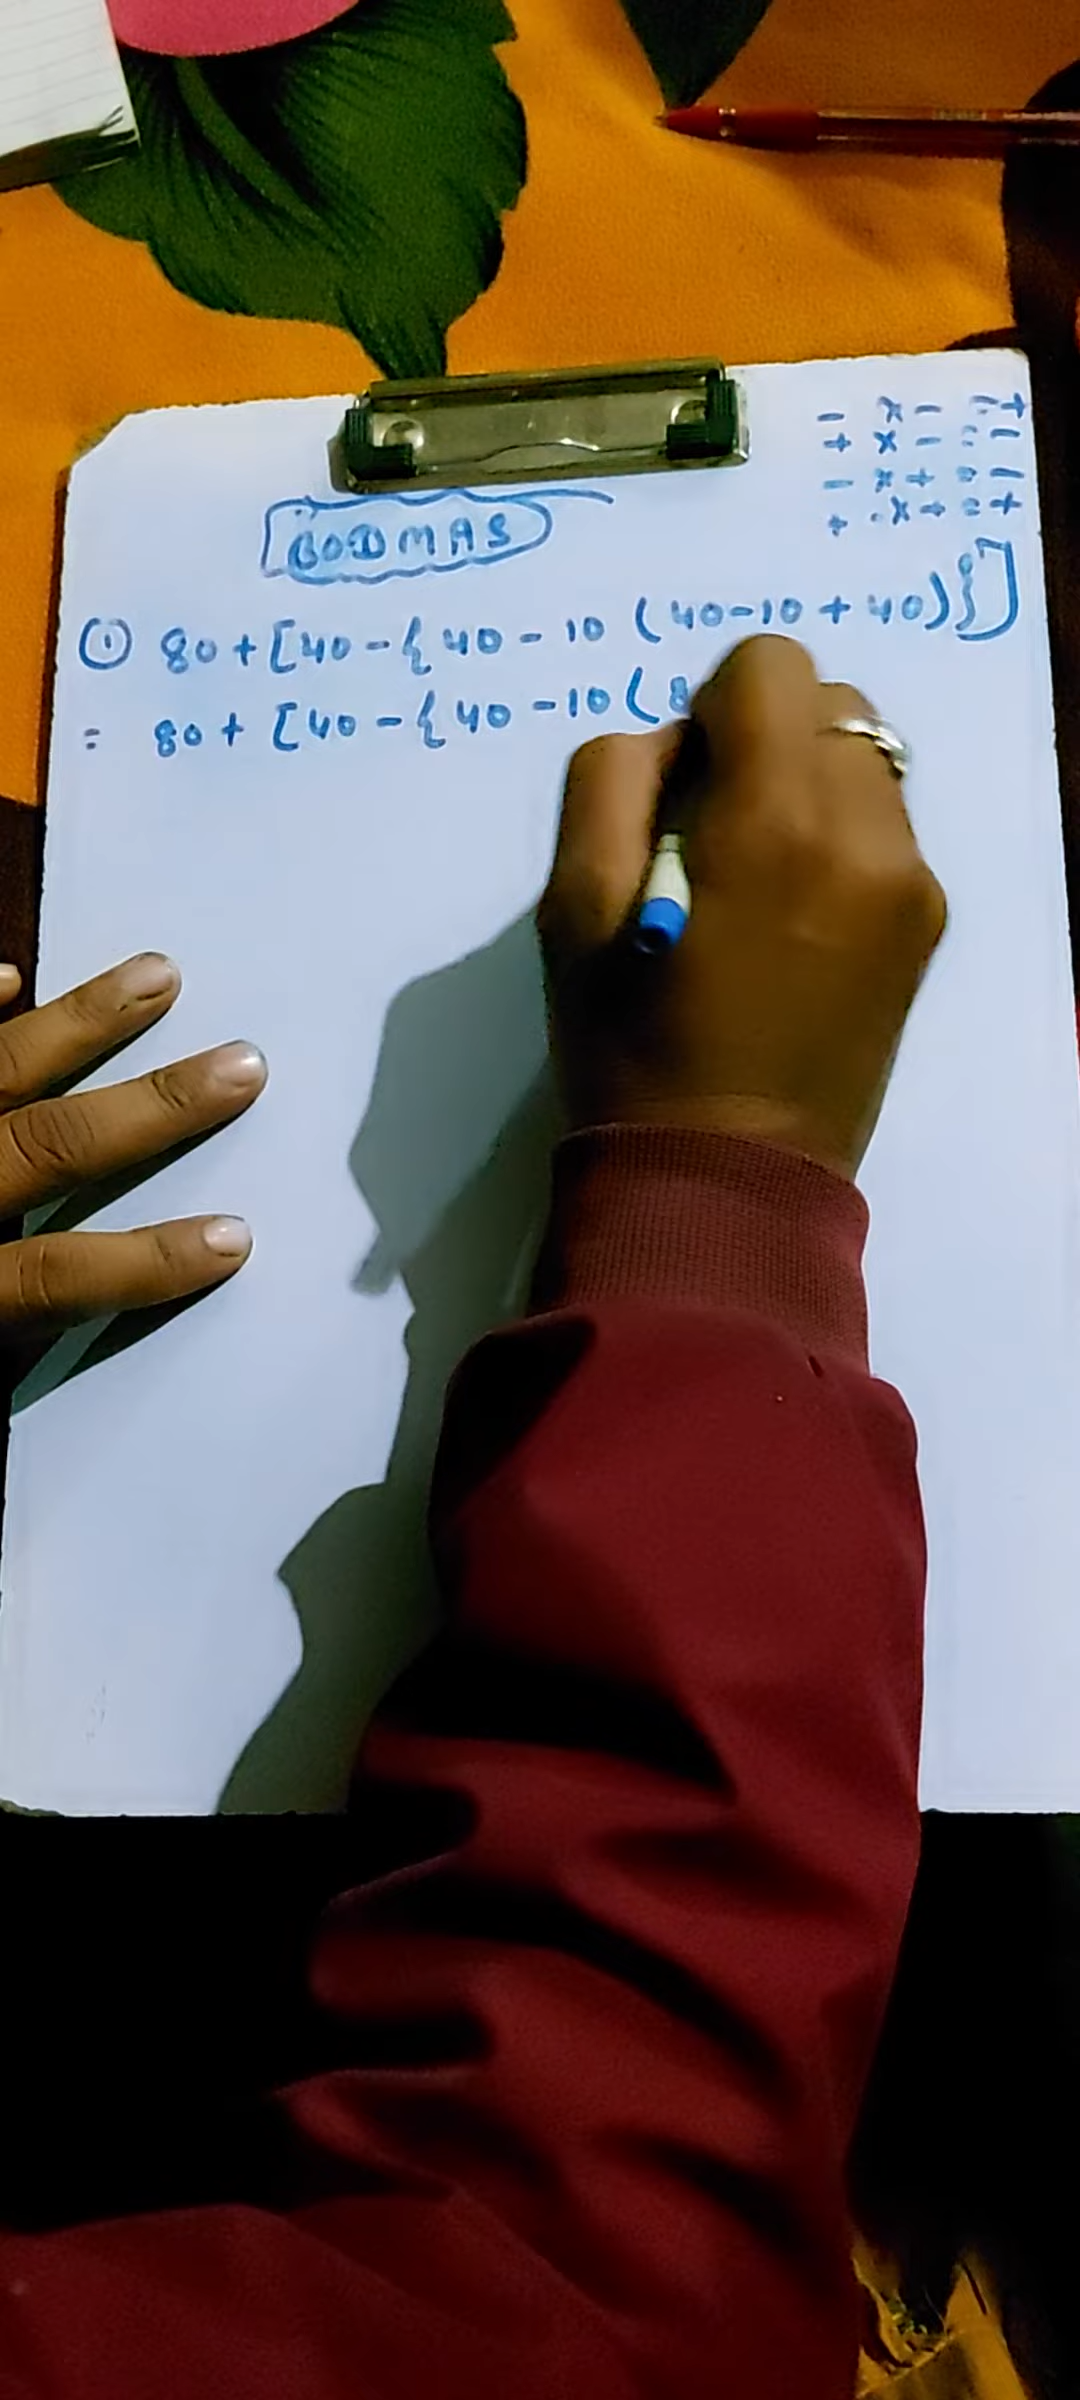 - x - = +
+ x - = -
- x + = -
+ x + = +
BODMAS
① 80 + [40 - { 40 - 10 ( 40 - 10 + 40 ) } ]
= 80 + [ 40 - { 40 - 10 ( 8